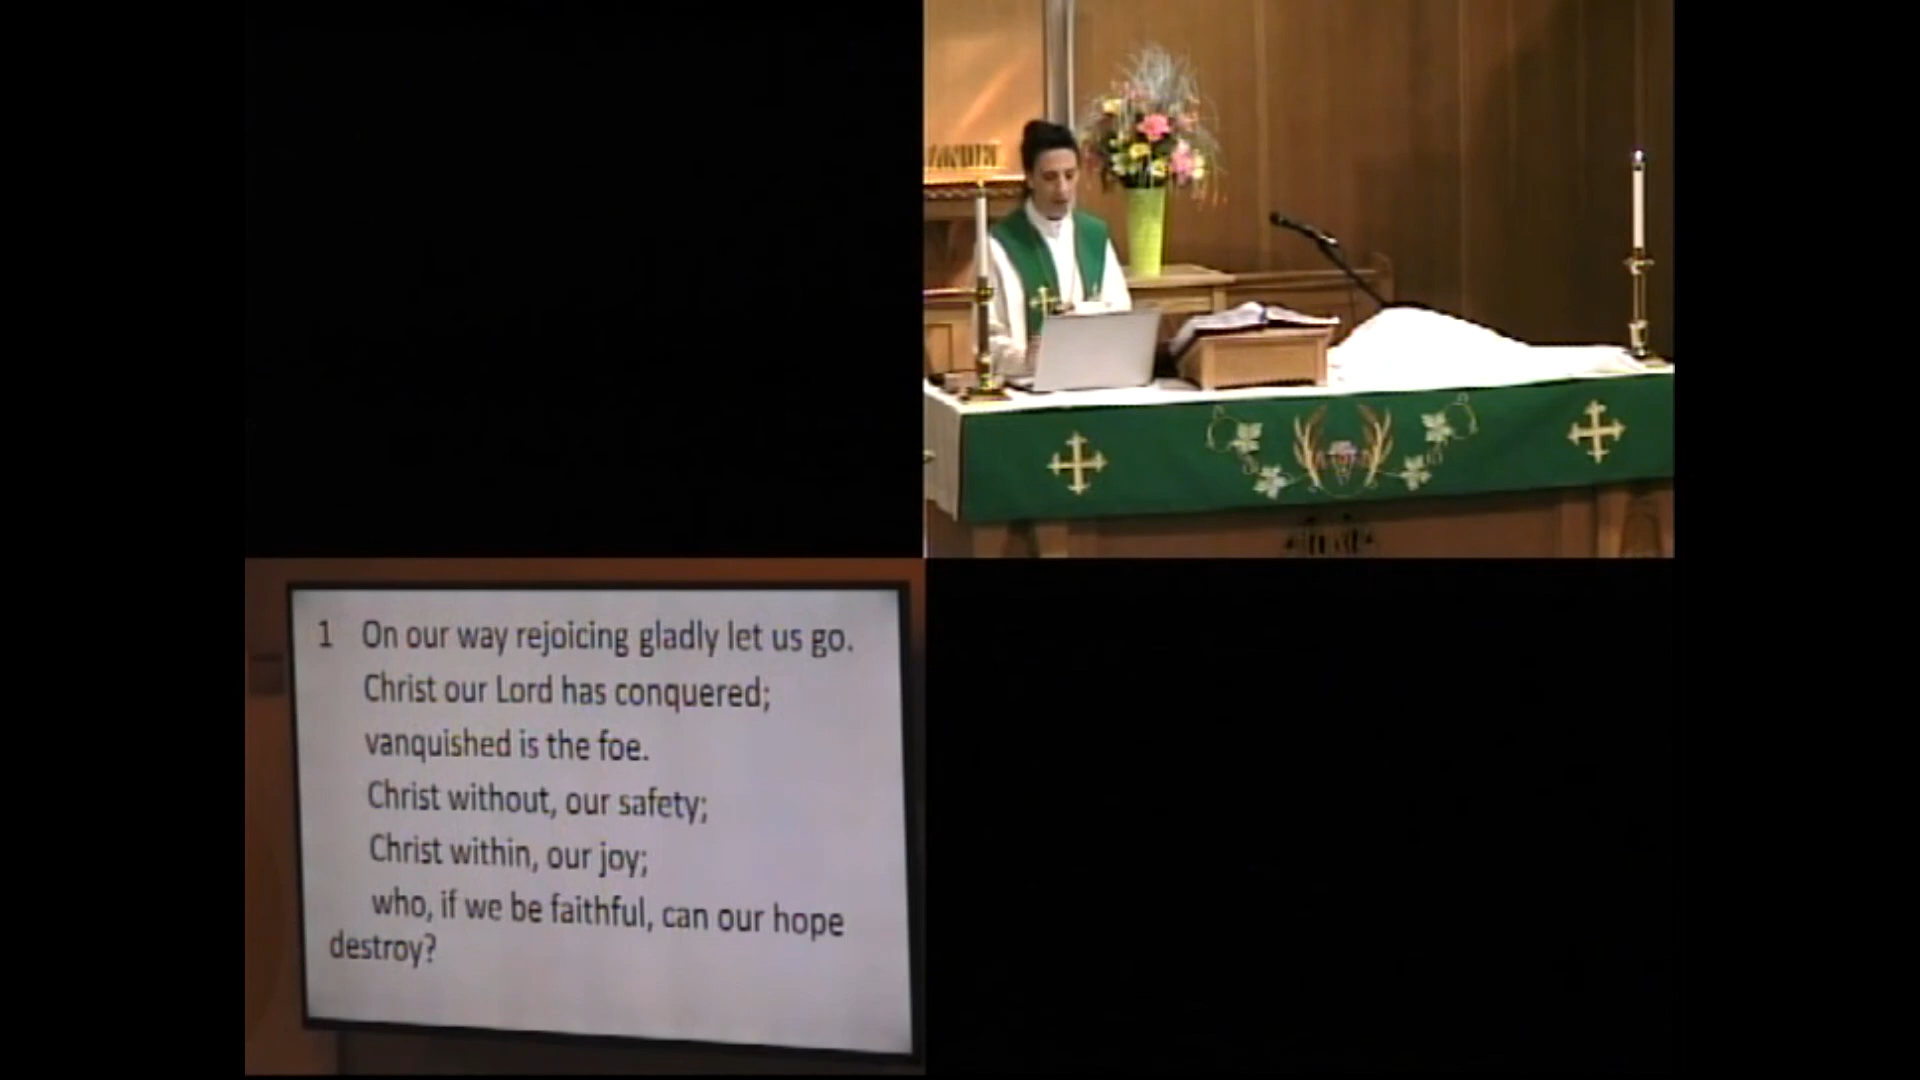 1 On our way rejoicing gladly let us go.
Christ our Lord has conquered;
vanquished is the foe.
Christ without, our safety;
Christ within, our joy;
who, if we be faithful, can our hope
destroy?